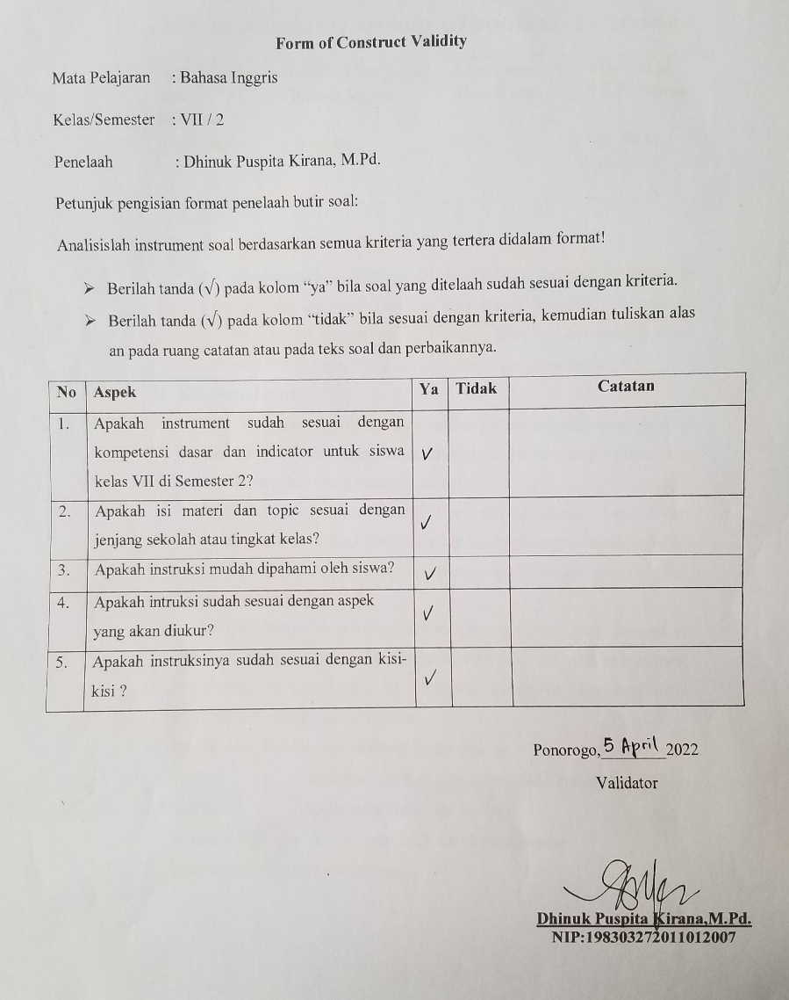 Form of Construct Validity
Mata Pelajaran : Bahasa Inggris
Kelas/Semester : VII / 2
Penelaah : Dhinuk Puspita Kirana, M.Pd.
Petunjuk pengisian format penelaah butir soal:
Analisislah instrument soal berdasarkan semua kriteria yang tertera didalam format!
➢ Berilah tanda (√) pada kolom “ya” bila soal yang ditelaah sudah sesuai dengan kriteria.
➢ Berilah tanda (√) pada kolom “tidak” bila sesuai dengan kriteria, kemudian tuliskan alas
an pada ruang catatan atau pada teks soal dan perbaikannya.
No Aspek Ya Tidak Catatan
1. Apakah instrument sudah sesuai dengan
kompetensi dasar dan indicator untuk siswa ✓
kelas VII di Semester 2?
2. Apakah isi materi dan topic sesuai dengan
jenjang sekolah atau tingkat kelas? ✓
3. Apakah instruksi mudah dipahami oleh siswa? ✓
4. Apakah intruksi sudah sesuai dengan aspek ✓
yang akan diukur?
5. Apakah instruksinya sudah sesuai dengan kisi-
kisi ? ✓
Ponorogo, 5 April 2022
Validator
Dhinuk Puspita Kirana,M.Pd.
NIP:198303272011012007